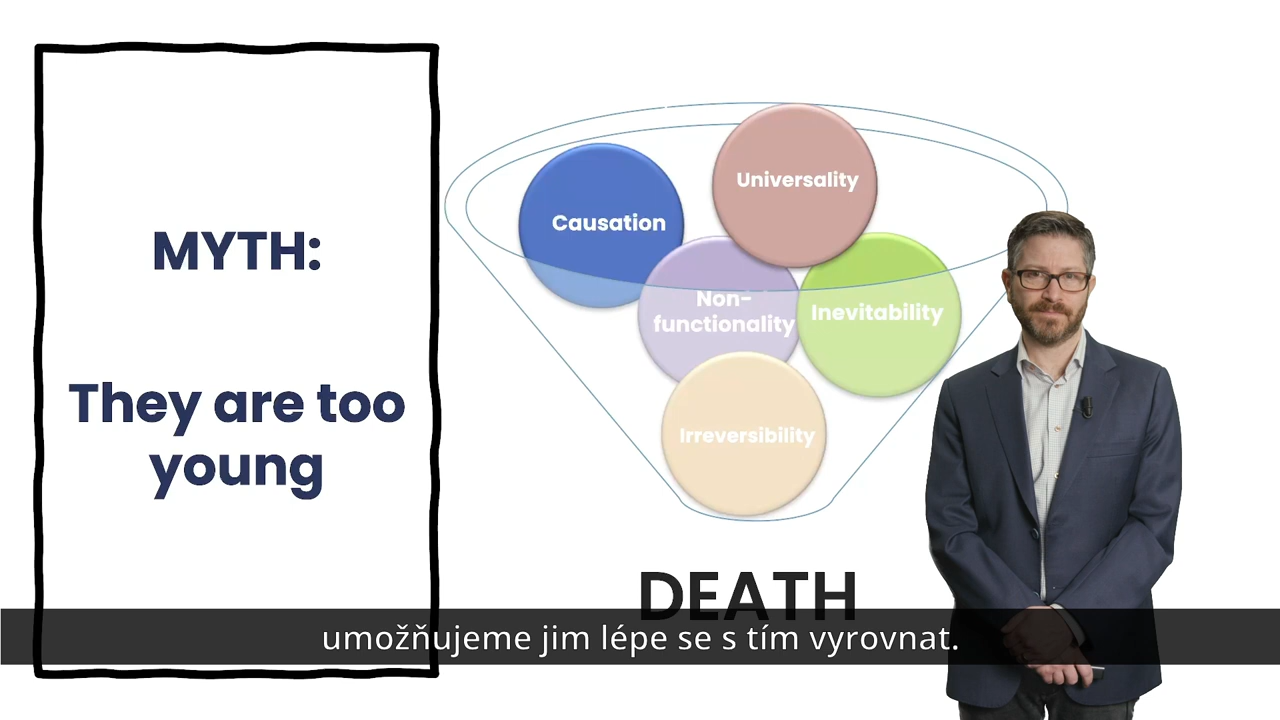 MYTH:
They are too
young
Universality
Causation
Non-
functionality
Inevitability
Irreversibility
DEATH
umožňujeme jim lépe se s tím vyrovnat.